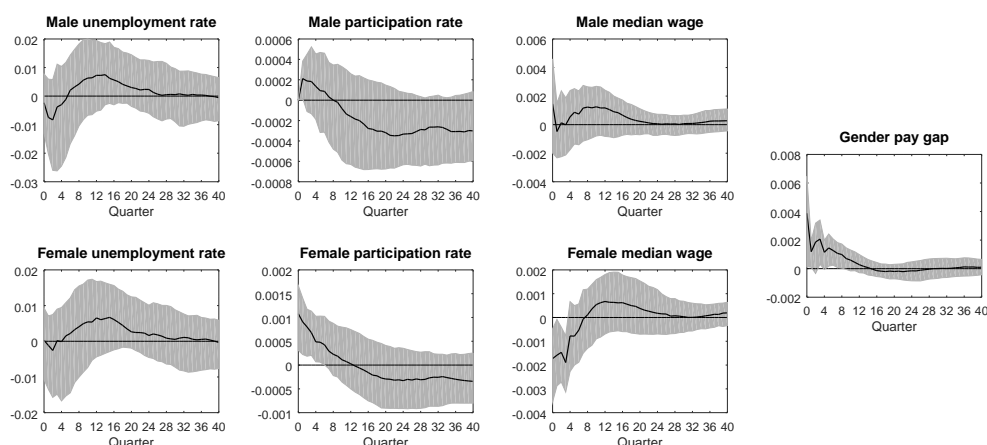 Male unemployment rate
0.02
0.01
0
-0.01
-0.02
-0.03
0 4 8 12 16 20 24 28 32 36 40
Quarter
Male participation rate
0.0006
0.0004
0.0002
0
-0.0002
-0.0004
-0.0006
-0.0008
0 4 8 12 16 20 24 28 32 36 40
Quarter
Male median wage
0.006
0.004
0.002
0
-0.002
-0.004
0 4 8 12 16 20 24 28 32 36 40
Quarter
Gender pay gap
0.008
0.006
0.004
0.002
0
-0.002
0 4 8 12 16 20 24 28 32 36 40
Quarter
Female unemployment rate
0.02
0.01
0
-0.01
-0.02
0 4 8 12 16 20 24 28 32 36 40
Quarter
Female participation rate
0.002
0.0015
0.001
0.0005
0
-0.0005
-0.001
0 4 8 12 16 20 24 28 32 36 40
Quarter
Female median wage
0.002
0.001
0
-0.001
-0.002
-0.003
-0.004
0 4 8 12 16 20 24 28 32 36 40
Quarter